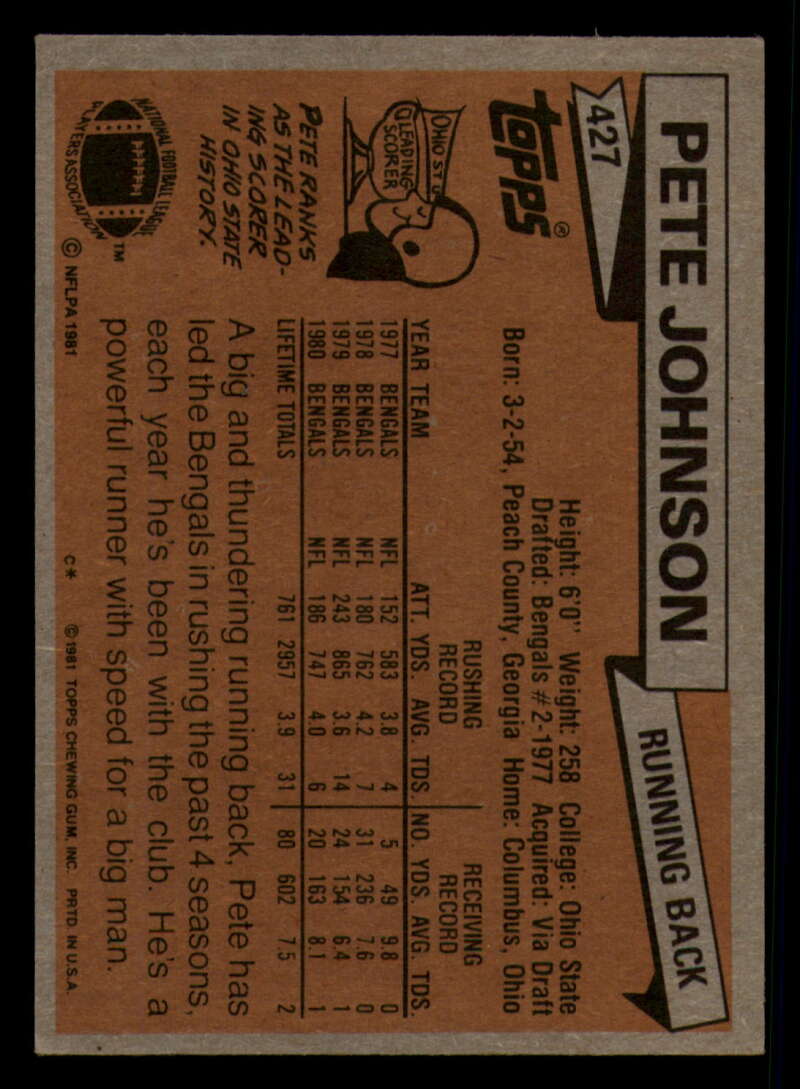 PETE JOHNSON
RUNNING BACK
427
topps®
Height: 6'0" Weight: 258 College: Ohio State
Drafted: Bengals #2-1977 Acquired: Via Draft
Born: 3-2-54, Peach County, Georgia Home: Columbus, Ohio
OHIO ST U
LEADING
SCORER
PETE RANKS
AS THE LEAD-
ING SCORER
IN OHIO STATE
HISTORY.
RUSHING RECEIVING
RECORD RECORD
YEAR TEAM ATT. YDS. AVG. TDS. NO. YDS. AVG. TDS.
1977 BENGALS NFL 152 583 3.8 4 5 49 9.8 0
1978 BENGALS NFL 180 762 4.2 7 31 236 7.6 0
1979 BENGALS NFL 243 865 3.6 14 24 154 6.4 1
1980 BENGALS NFL 186 747 4.0 6 20 163 8.1 1
LIFETIME TOTALS 761 2957 3.9 31 80 602 7.5 2
A big and thundering running back, Pete has
led the Bengals in rushing the past 4 seasons,
each year he's been with the club. He's a
powerful runner with speed for a big man.
NATIONAL FOOTBALL LEAGUE
PLAYERS ASSOCIATION
TM
© NFLPA 1981
C* ©1981 TOPPS CHEWING GUM, INC. PRTD IN U.S.A.